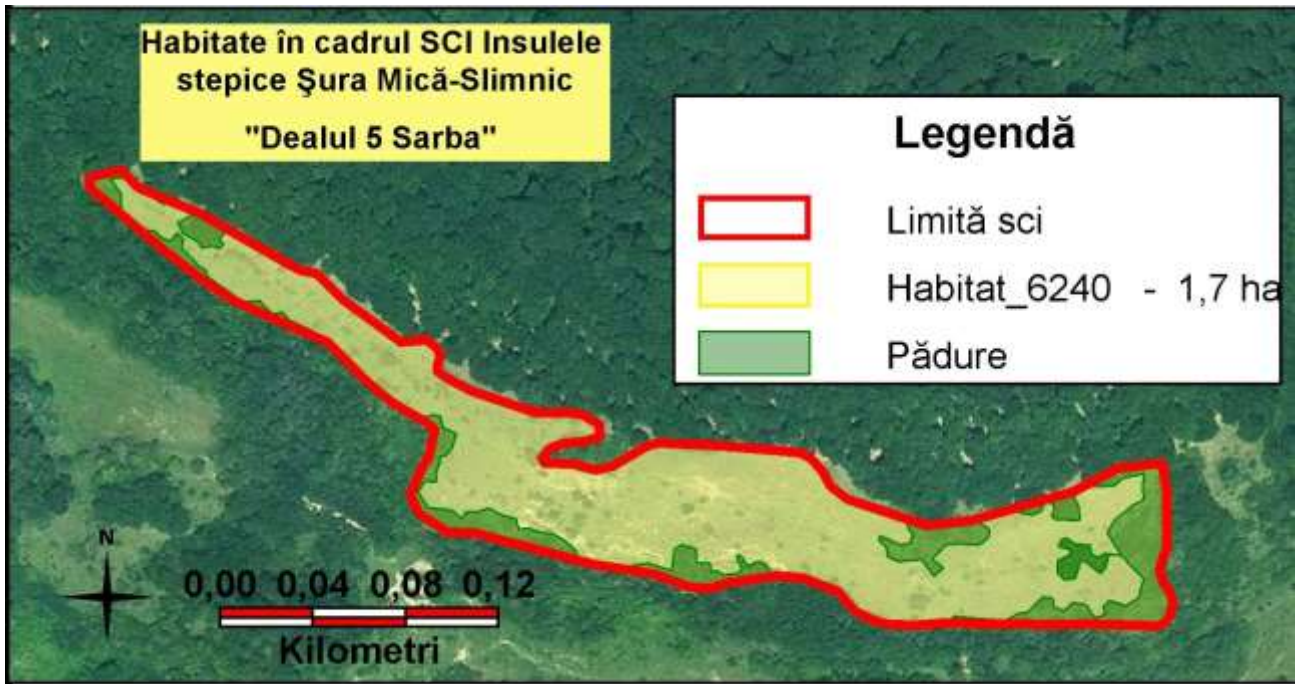 Habitate în cadrul SCI Insulele
stepice Şura Mică-Slimnic
"Dealul 5 Sarba"
Legendă
Limită sci
Habitat_6240 - 1,7 ha
Pădure
N
0,00 0,04 0,08 0,12
Kilometri